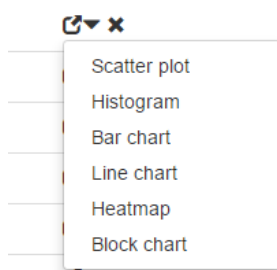 Scatter plot
Histogram
Bar chart
Line chart
Heatmap
Block chart